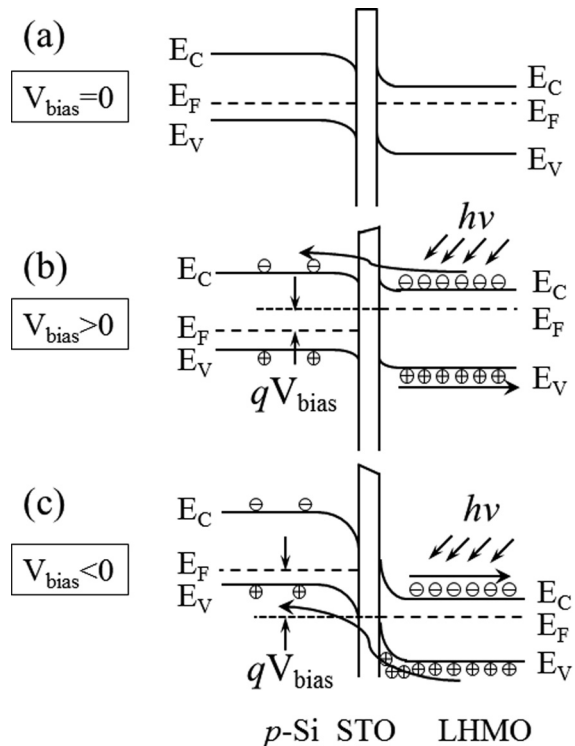 (a)
V_bias=0
E_C
E_F
E_V
E_C
E_F
E_V
(b)
V_bias>0
hν
E_C
E_F
E_V
qV_bias
E_C
E_F
E_V
(c)
V_bias<0
hν
E_C
E_F
E_V
qV_bias
E_C
E_F
E_V
p-Si STO LHMO